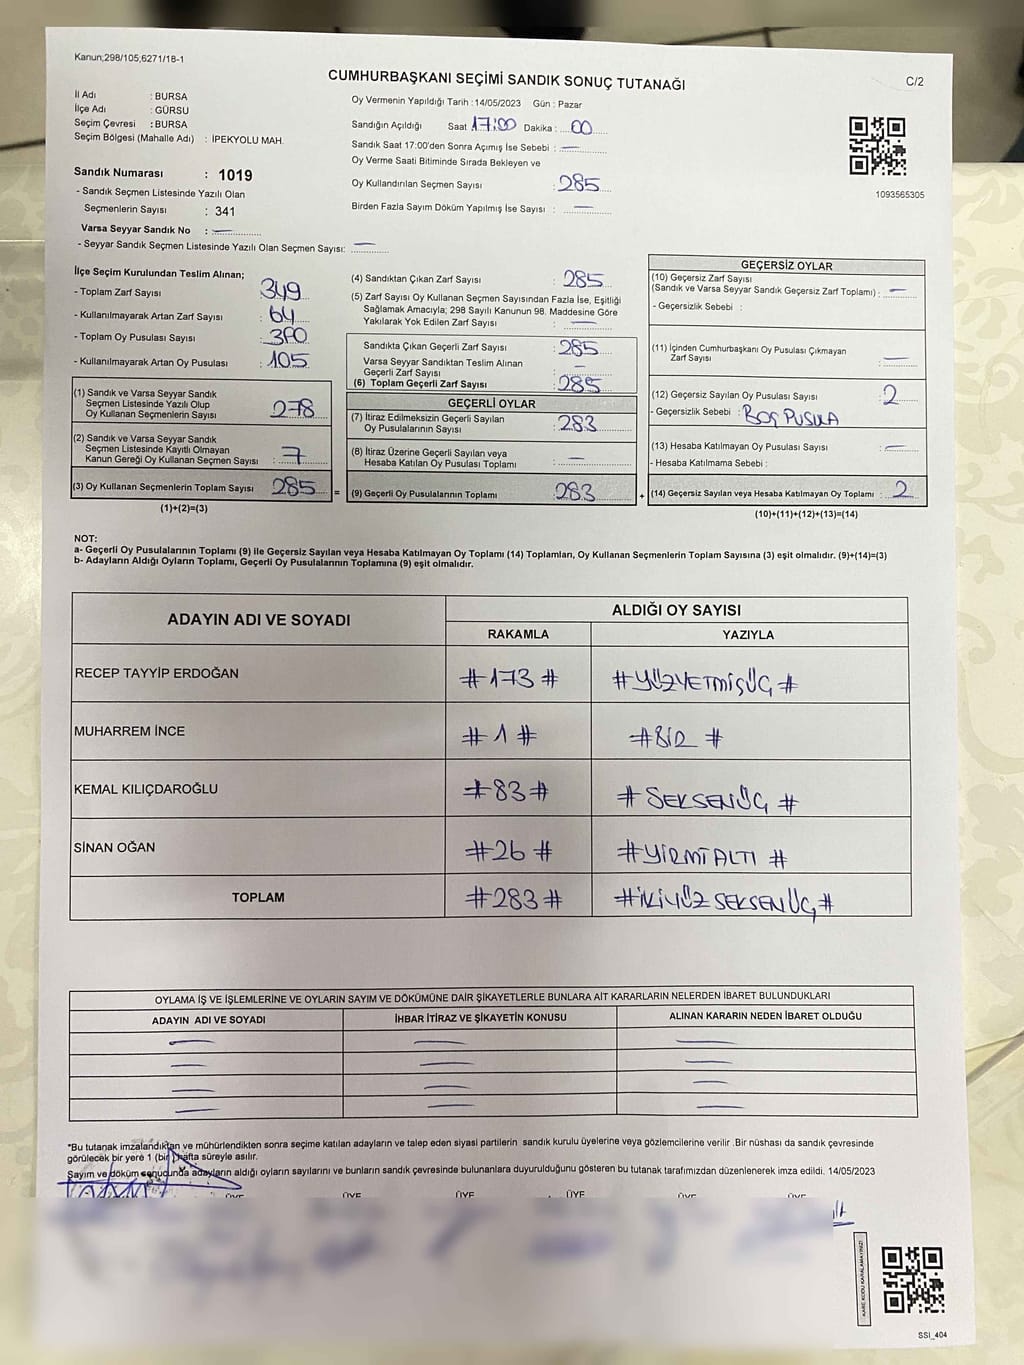 Kanun;298/105;6271/18-1
CUMHURBAŞKANI SEÇİMİ SANDIK SONUÇ TUTANAĞI
C/2
İl Adı : BURSA
İlçe Adı : GÜRSU
Seçim Çevresi : BURSA
Seçim Bölgesi (Mahalle Adı) : İPEKYOLU MAH.
Sandık Numarası : 1019
- Sandık Seçmen Listesinde Yazılı Olan
Seçmenlerin Sayısı : 341
Varsa Seyyar Sandık No :
- Seyyar Sandık Seçmen Listesinde Yazılı Olan Seçmen Sayısı: —
Oy Vermenin Yapıldığı Tarih :14/05/2023 Gün : Pazar
Sandığın Açıldığı Saat 17:00 Dakika : 00
Sandık Saat 17:00'den Sonra Açımış İse Sebebi : —
Oy Verme Saati Bitiminde Sırada Bekleyen ve
Oy Kullandırılan Seçmen Sayısı : 285
Birden Fazla Sayım Döküm Yapılmış İse Sayısı : —
1093565305
İlçe Seçim Kurulundan Teslim Alınan;
- Toplam Zarf Sayısı : 349
- Kullanılmayarak Artan Zarf Sayısı : 64
- Toplam Oy Pusulası Sayısı :
- Kullanılmayarak Artan Oy Pusulası : 105
(1) Sandık ve Varsa Seyyar Sandık
Seçmen Listesinde Yazılı Olup
Oy Kullanan Seçmenlerin Sayısı : 278
(2) Sandık ve Varsa Seyyar Sandık
Seçmen Listesinde Kayıtlı Olmayan
Kanun Gereği Oy Kullanan Seçmen Sayısı : 7
(3) Oy Kullanan Seçmenlerin Toplam Sayısı : 285 =
(1)+(2)=(3)
(4) Sandıktan Çıkan Zarf Sayısı : 285
(5) Zarf Sayısı Oy Kullanan Seçmen Sayısından Fazla İse, Eşitliği
Sağlamak Amacıyla; 298 Sayılı Kanunun 98. Maddesine Göre
Yakılarak Yok Edilen Zarf Sayısı : —
Sandıkta Çıkan Geçerli Zarf Sayısı : 285
Varsa Seyyar Sandıktan Teslim Alınan
Geçerli Zarf Sayısı : —
(6) Toplam Geçerli Zarf Sayısı : 285
GEÇERLİ OYLAR
(7) İtiraz Edilmeksizin Geçerli Sayılan
Oy Pusulalarının Sayısı : 283
(8) İtiraz Üzerine Geçerli Sayılan veya
Hesaba Katılan Oy Pusulası Toplamı : —
(9) Geçerli Oy Pusulalarının Toplamı : 283 +
GEÇERSİZ OYLAR
(10) Geçersiz Zarf Sayısı
(Sandık ve Varsa Seyyar Sandık Geçersiz Zarf Toplamı) : —
- Geçersizlik Sebebi :
(11) İçinden Cumhurbaşkanı Oy Pusulası Çıkmayan
Zarf Sayısı : —
(12) Geçersiz Sayılan Oy Pusulası Sayısı : 2
- Geçersizlik Sebebi : BOŞ PUSULA
(13) Hesaba Katılmayan Oy Pusulası Sayısı : —
- Hesaba Katılmama Sebebi :
(14) Geçersiz Sayılan veya Hesaba Katılmayan Oy Toplamı : 2
(10)+(11)+(12)+(13)=(14)
NOT:
a- Geçerli Oy Pusulalarının Toplamı (9) ile Geçersiz Sayılan veya Hesaba Katılmayan Oy Toplamı (14) Toplamları, Oy Kullanan Seçmenlerin Toplam Sayısına (3) eşit olmalıdır. (9)+(14)=(3)
b- Adayların Aldığı Oyların Toplamı, Geçerli Oy Pusulalarının Toplamına (9) eşit olmalıdır.
ADAYIN ADI VE SOYADI
ALDIĞI OY SAYISI
RAKAMLA YAZIYLA
RECEP TAYYİP ERDOĞAN #173# #YÜZYETMİŞÜÇ#
MUHARREM İNCE #1# #BİR#
KEMAL KILIÇDAROĞLU #83# #SEKSENÜÇ#
SİNAN OĞAN #26# #YİRMİALTI#
TOPLAM #283# #İKİYÜZSEKSENÜÇ#
OYLAMA İŞ VE İŞLEMLERİNE VE OYLARIN SAYIM VE DÖKÜMÜNE DAİR ŞİKAYETLERLE BUNLARA AİT KARARLARIN NELERDEN İBARET BULUNDUKLARI
ADAYIN ADI VE SOYADI İHBAR İTİRAZ VE ŞİKAYETİN KONUSU ALINAN KARARIN NEDEN İBARET OLDUĞU
*Bu tutanak imzalandıktan ve mühürlendikten sonra seçime katılan adayların ve talep eden siyasi partilerin sandık kurulu üyelerine veya gözlemcilerine verilir .Bir nüshası da sandık çevresinde
görülecek bir yere 1 (bir) hafta süreyle asılır.
Sayım ve döküm sonucunda adayların aldığı oyların sayılarını ve bunların sandık çevresinde bulunanlara duyurulduğunu gösteren bu tutanak tarafımızdan düzenlenerek imza edildi. 14/05/2023
ÜYE ÜYE ÜYE ÜYE ÜYE ÜYE
KARE KODU KARALAMAYINIZ!
SSİ_404